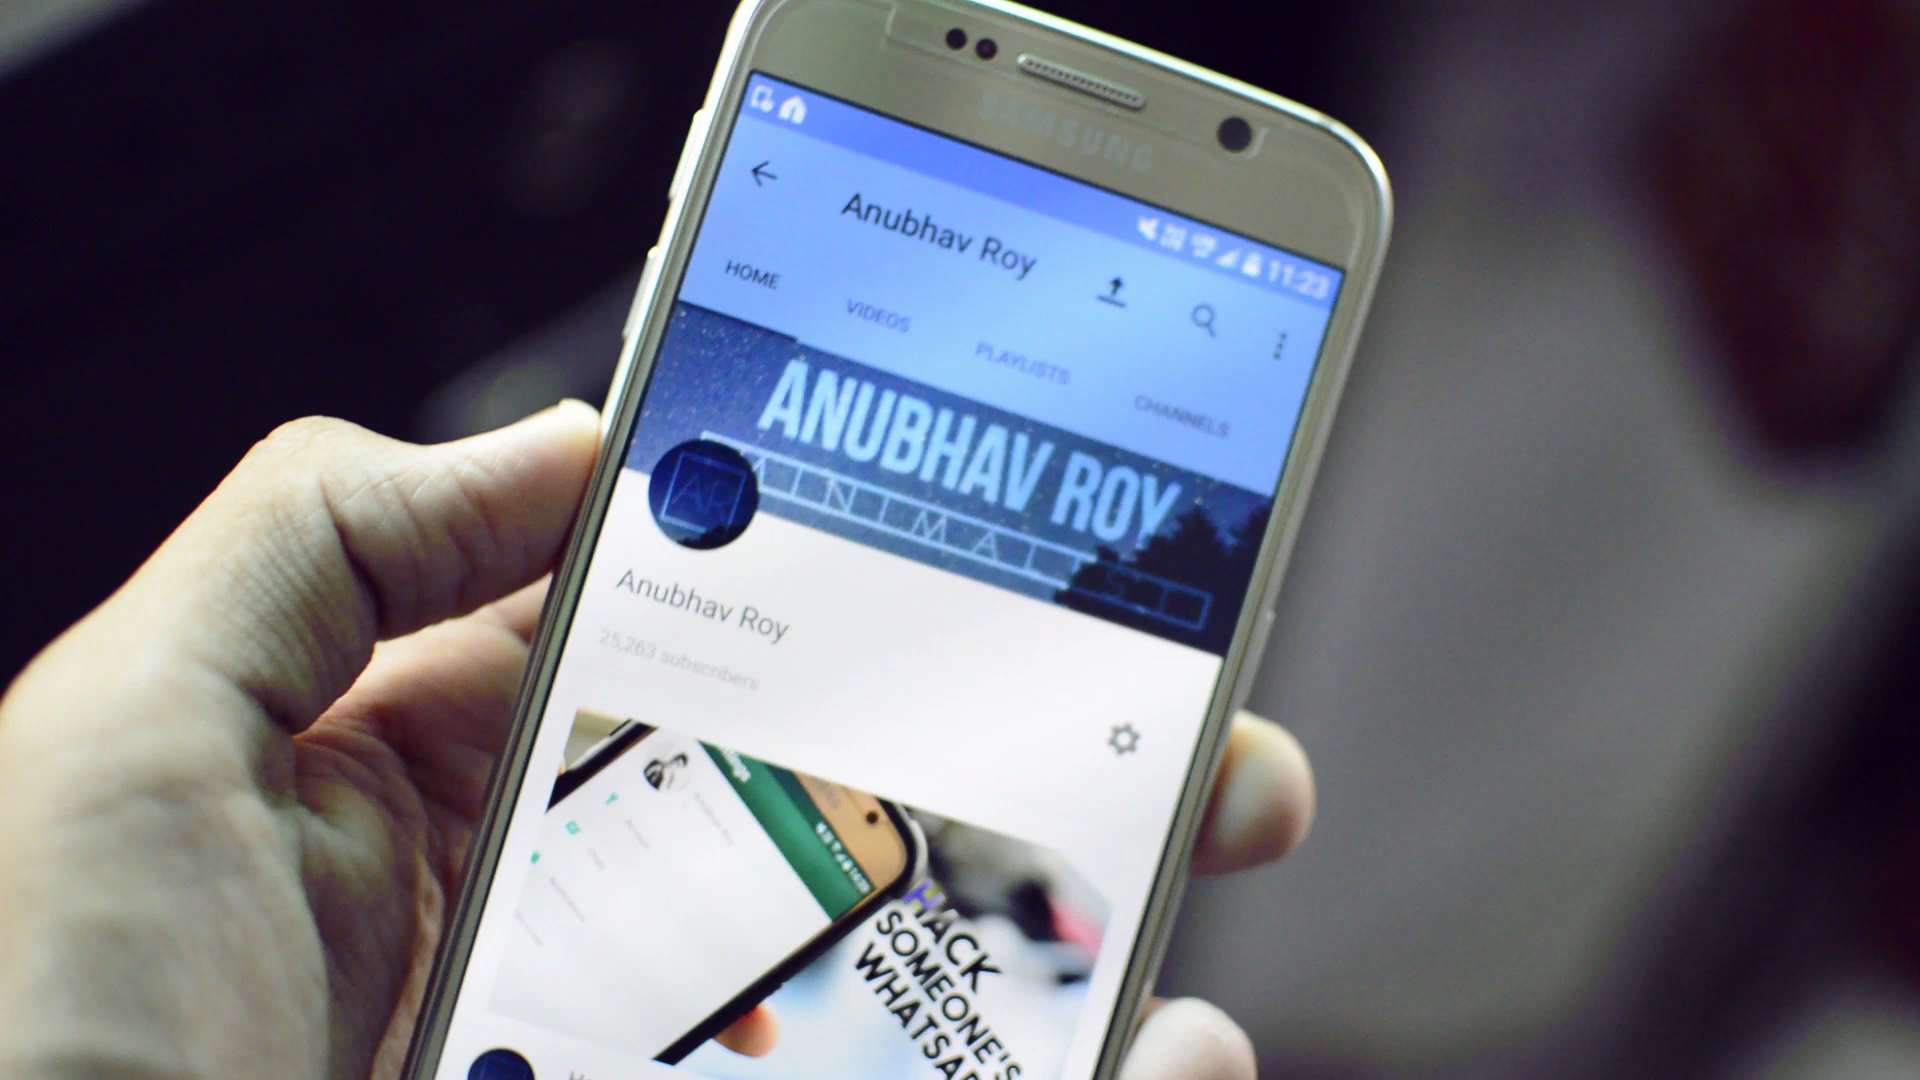 SAMSUNG
11:23
Anubhav Roy
HOME VIDEOS PLAYLISTS CHANNELS
ANUBHAV ROY
MINIMALIST
AR
Anubhav Roy
25,263 subscribers
HACK
SOMEONE'S